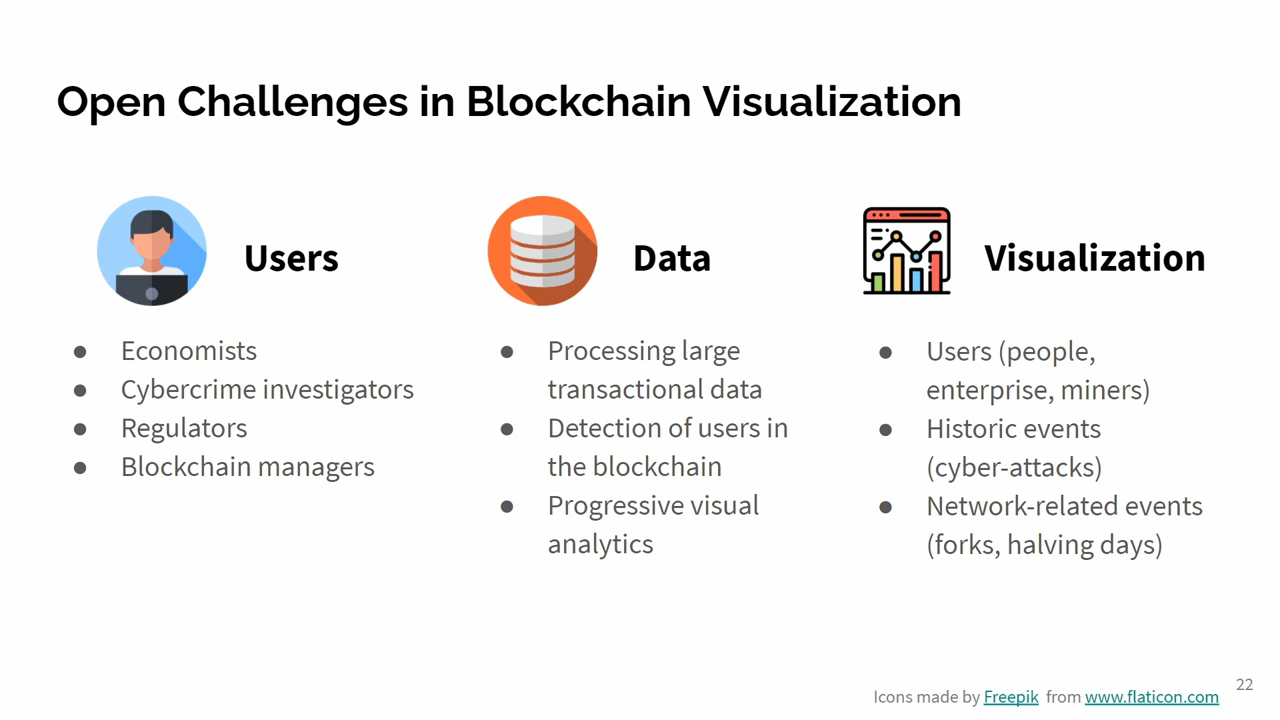 Open Challenges in Blockchain Visualization
Users
● Economists
● Cybercrime investigators
● Regulators
● Blockchain managers
Data
● Processing large
transactional data
● Detection of users in
the blockchain
● Progressive visual
analytics
Visualization
● Users (people,
enterprise, miners)
● Historic events
(cyber-attacks)
● Network-related events
(forks, halving days)
Icons made by Freepik from www.flaticon.com
22